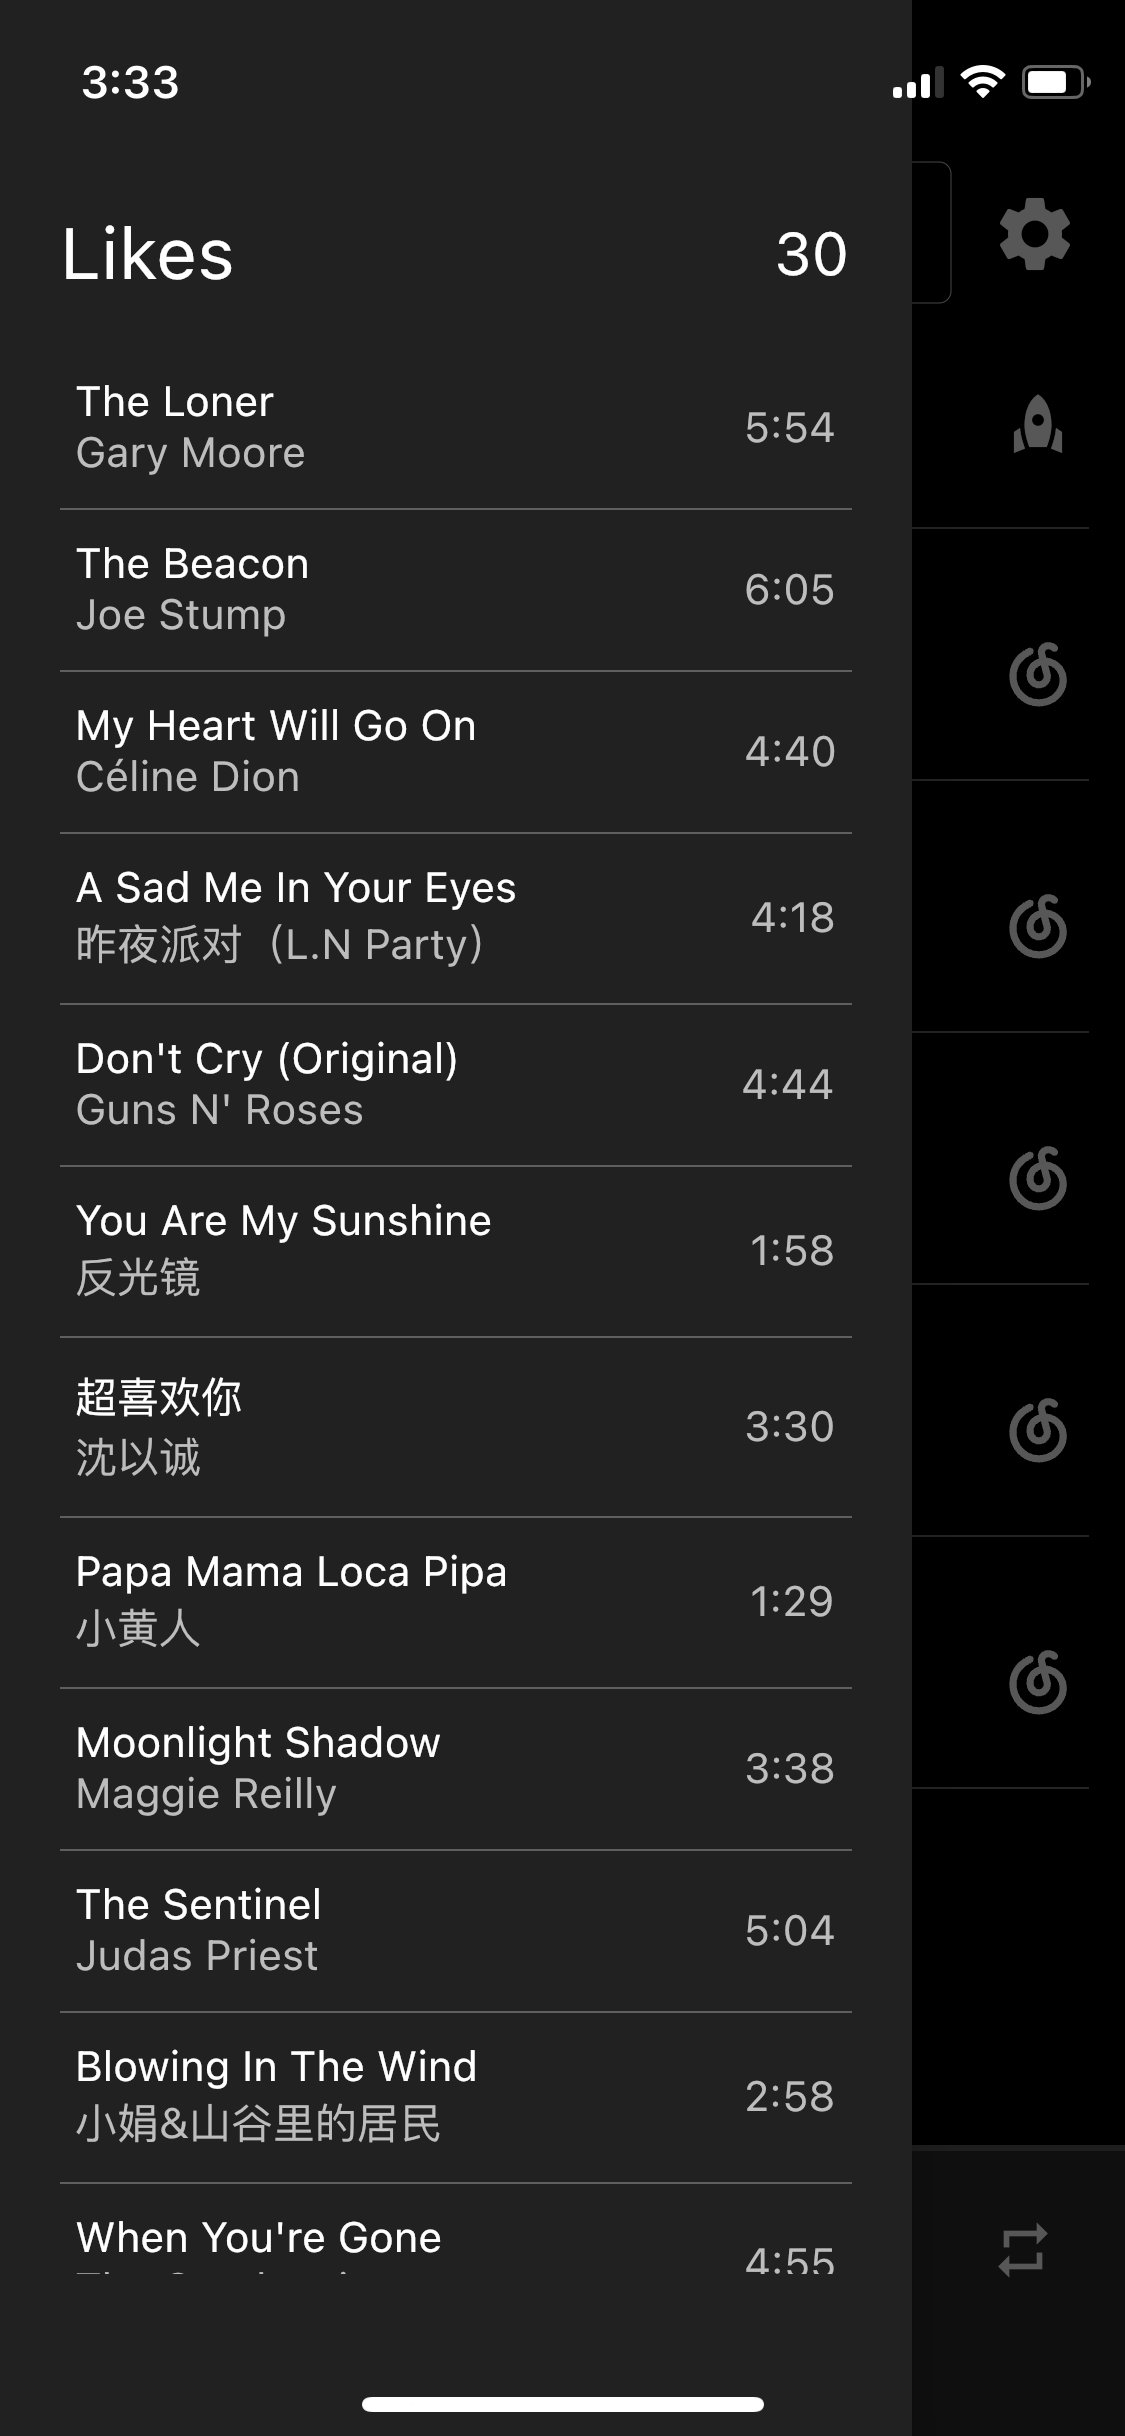 3:33
Likes 30
The Loner
Gary Moore
5:54
The Beacon
Joe Stump
6:05
My Heart Will Go On
Céline Dion
4:40
A Sad Me In Your Eyes
昨夜派对（L.N Party）
4:18
Don't Cry (Original)
Guns N' Roses
4:44
You Are My Sunshine
反光镜
1:58
超喜欢你
沈以诚
3:30
Papa Mama Loca Pipa
小黄人
1:29
Moonlight Shadow
Maggie Reilly
3:38
The Sentinel
Judas Priest
5:04
Blowing In The Wind
小娟&山谷里的居民
2:58
When You're Gone
4:55